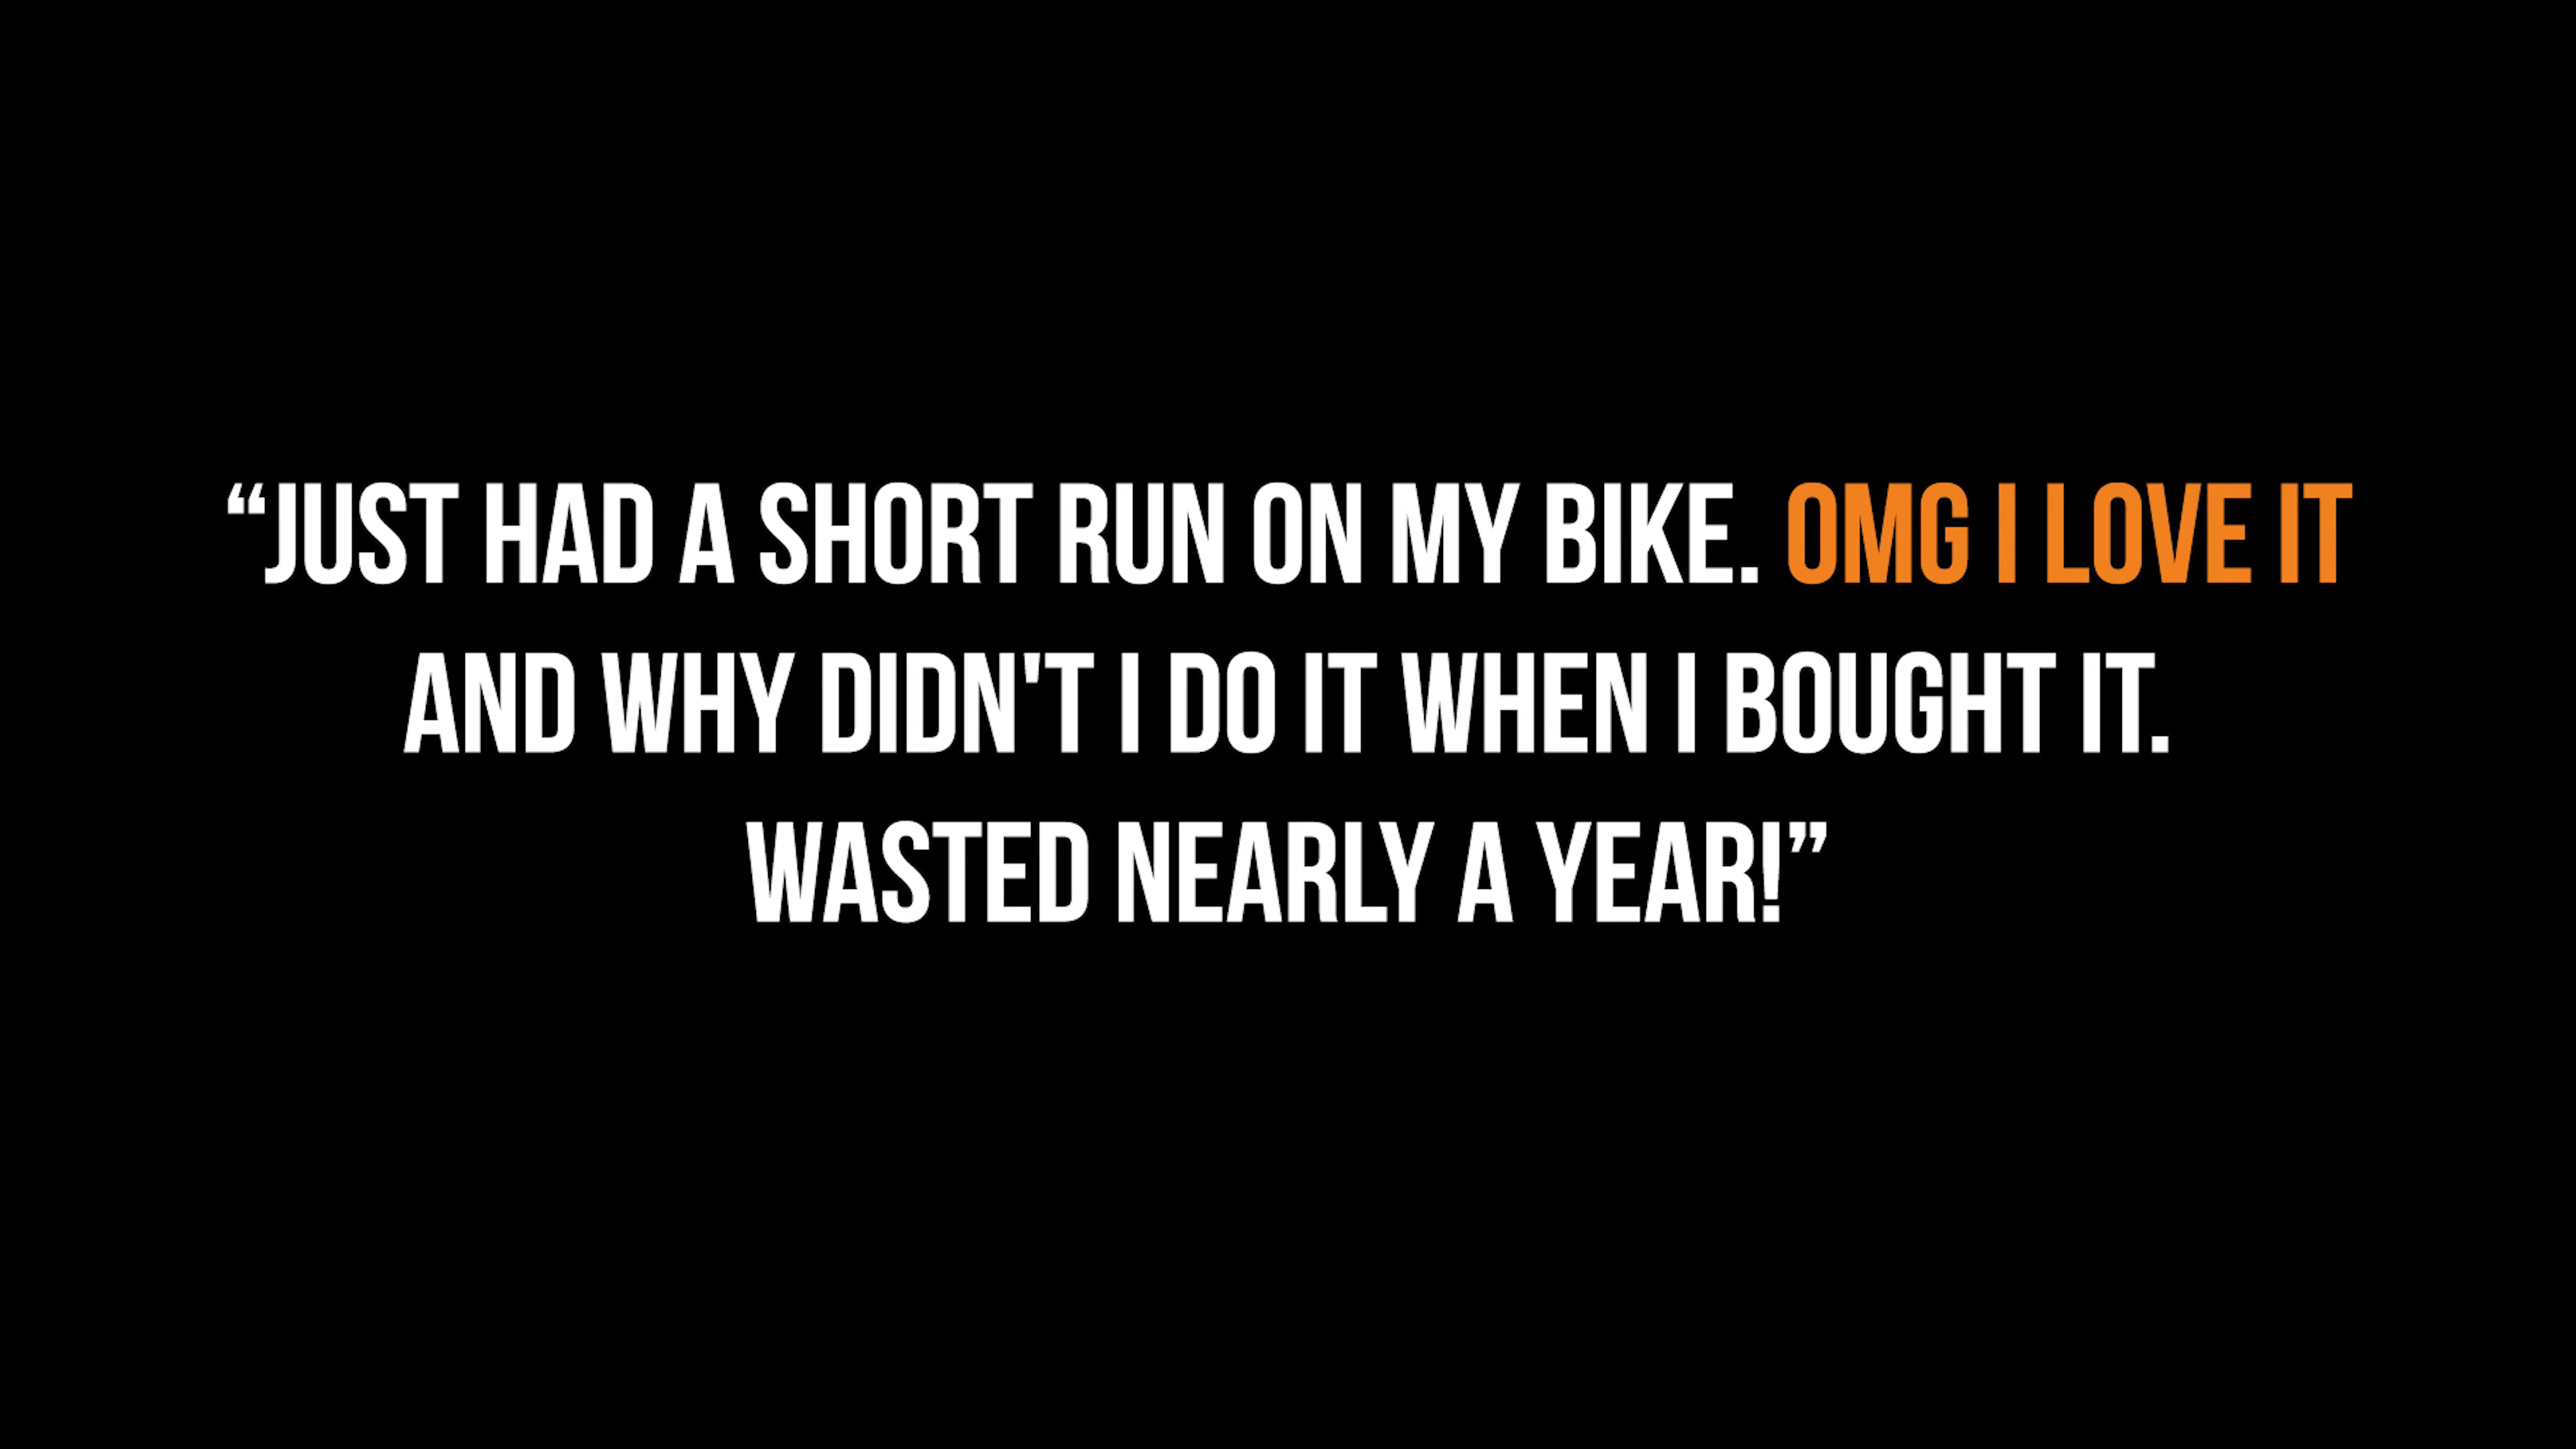 “JUST HAD A SHORT RUN ON MY BIKE. OMG I LOVE IT
AND WHY DIDN'T I DO IT WHEN I BOUGHT IT.
WASTED NEARLY A YEAR!”